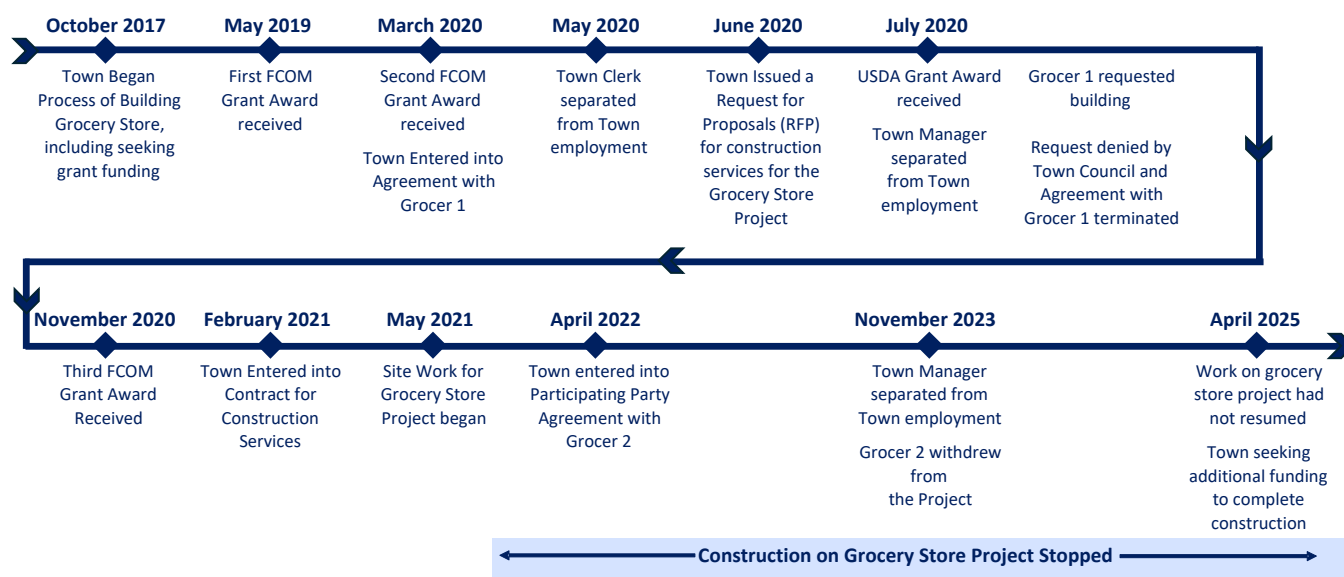 October 2017
Town Began
Process of Building
Grocery Store,
including seeking
grant funding
May 2019
First FCOM
Grant Award
received
March 2020
Second FCOM
Grant Award
received
Town Entered into
Agreement with
Grocer 1
May 2020
Town Clerk
separated
from Town
employment
June 2020
Town Issued a
Request for
Proposals (RFP)
for construction
services for the
Grocery Store
Project
July 2020
USDA Grant Award
received
Town Manager
separated
from Town
employment
Grocer 1 requested
building
Request denied by
Town Council and
Agreement with
Grocer 1 terminated
November 2020
Third FCOM
Grant Award
Received
February 2021
Town Entered into
Contract for
Construction
Services
May 2021
Site Work for
Grocery Store
Project began
April 2022
Town entered into
Participating Party
Agreement with
Grocer 2
November 2023
Town Manager
separated from
Town employment
Grocer 2 withdrew
from
the Project
April 2025
Work on grocery
store project had
not resumed
Town seeking
additional funding
to complete
construction
Construction on Grocery Store Project Stopped